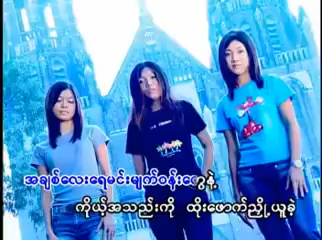 အချစ်လေးရေမင်းမျက်ဝန်းတွေနဲ့
ကိုယ့်အသည်းကို ထိုးဖောက်ညှို့ယူခဲ့